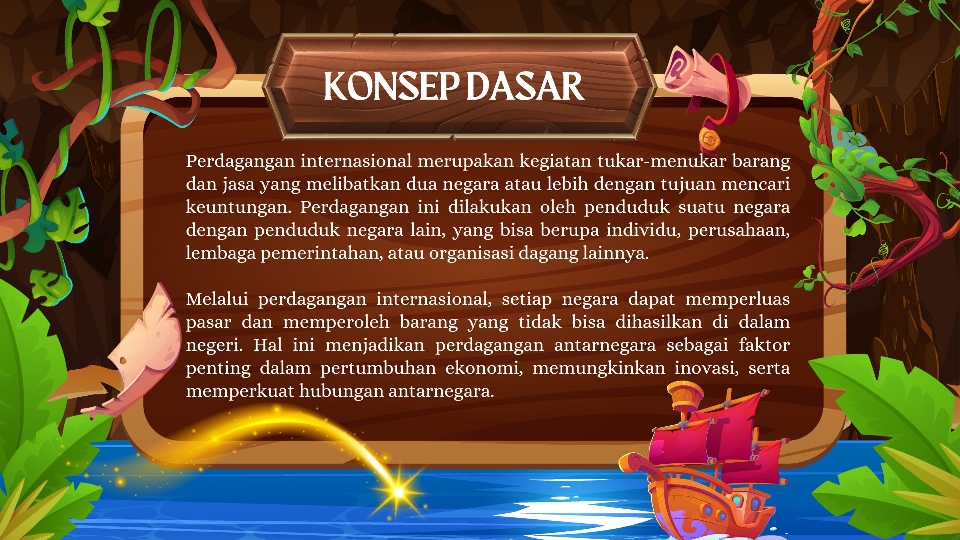 KONSEP DASAR
Perdagangan internasional merupakan kegiatan tukar-menukar barang
dan jasa yang melibatkan dua negara atau lebih dengan tujuan mencari
keuntungan. Perdagangan ini dilakukan oleh penduduk suatu negara
dengan penduduk negara lain, yang bisa berupa individu, perusahaan,
lembaga pemerintahan, atau organisasi dagang lainnya.
Melalui perdagangan internasional, setiap negara dapat memperluas
pasar dan memperoleh barang yang tidak bisa dihasilkan di dalam
negeri. Hal ini menjadikan perdagangan antarnegara sebagai faktor
penting dalam pertumbuhan ekonomi, memungkinkan inovasi, serta
memperkuat hubungan antarnegara.